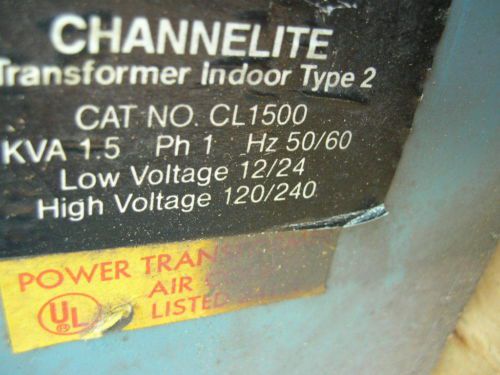 CHANNELITE
Transformer indoor Type 2
CAT NO. CL1500
KVA 1.5 Ph 1 Hz 50/60
Low Voltage 12/24
High Voltage 120/240
POWER
AIR
UL ® LISTED